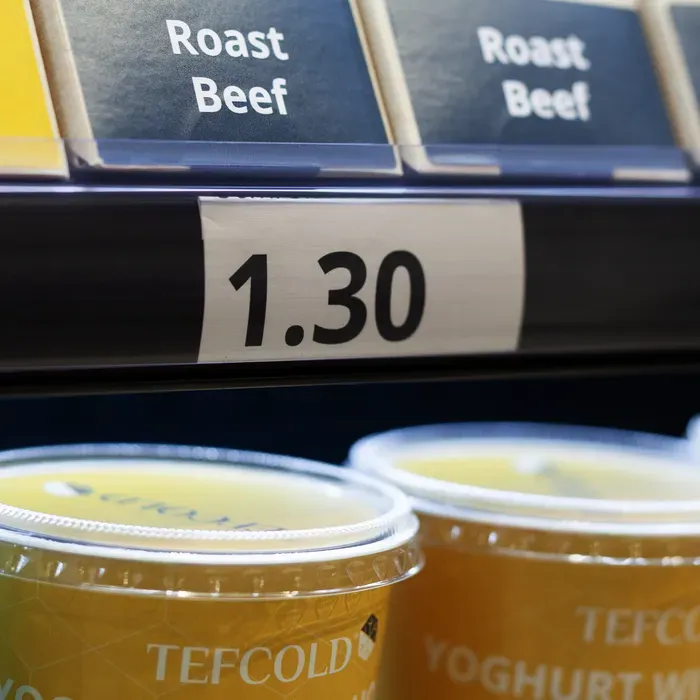 Roast
Beef
Roast
Beef
1.30
TEFCOLD
TEFCO
YOGHURT W